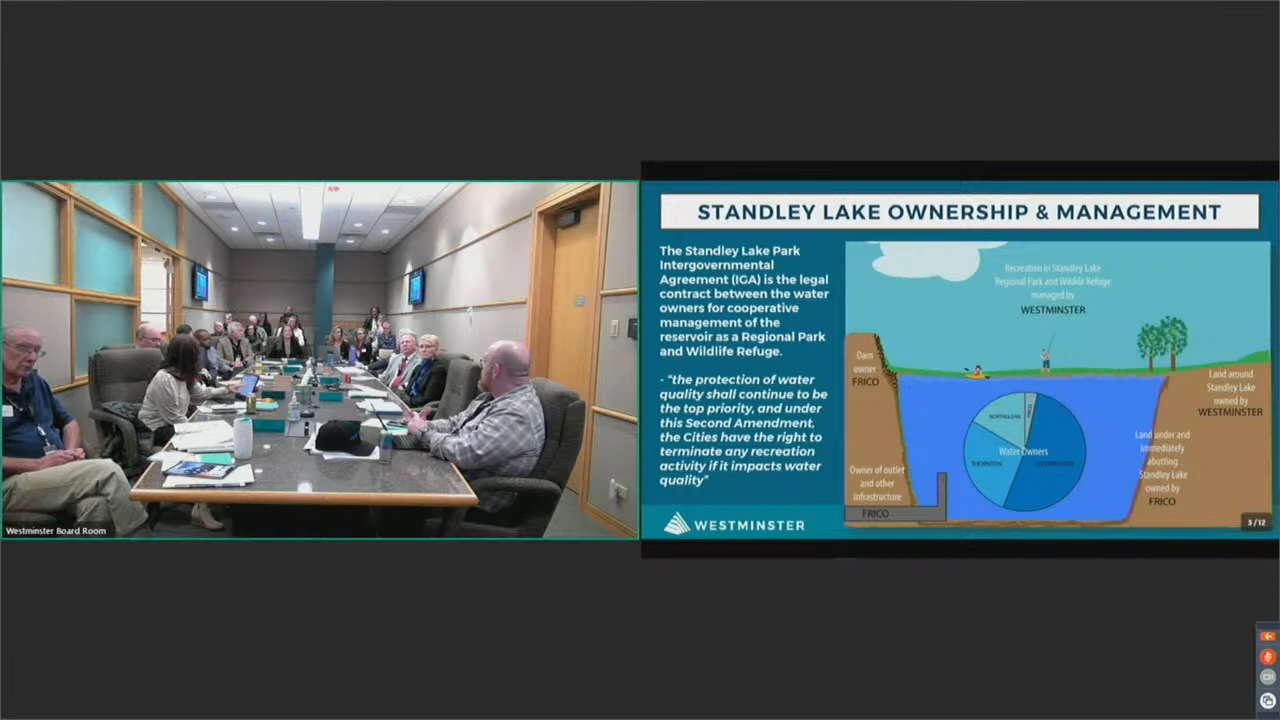 STANDLEY LAKE OWNERSHIP & MANAGEMENT
The Standley Lake Park
Intergovernmental
Agreement (IGA) is the legal
contract between the water
owners for cooperative
management of the
reservoir as a Regional Park
and Wildlife Refuge.
- "the protection of water
quality shall continue to be
the top priority, and under
this Second Amendment,
the Cities have the right to
terminate any recreation
activity if it impacts water
quality"
WESTMINSTER
Recreation in Standley Lake
Regional Park and Wildlife Refuge
managed by
WESTMINSTER
Dam
owner
FRICO
Land around
Standley Lake
owned by
WESTMINSTER
NORTHGLENN
FRICO
Water Owners
THORNTON
WESTMINSTER
Land under and
immediately
abutting
Standley Lake
owned by
FRICO
Owner of outlet
and other
infrastructure
FRICO
3 / 12
Westminster Board Room